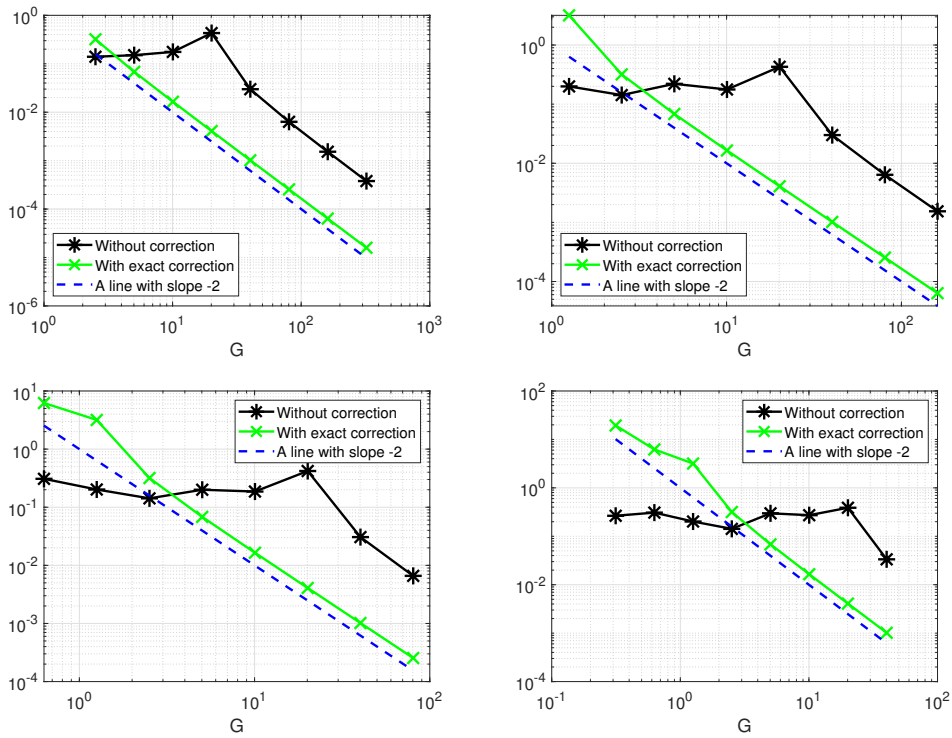 10^0
10^-2
10^-4
10^-6
10^0
10^1
10^2
10^3
G
Without correction
With exact correction
A line with slope -2
10^0
10^-2
10^-4
10^0
10^1
10^2
G
Without correction
With exact correction
A line with slope -2
10^1
10^0
10^-1
10^-2
10^-3
10^-4
10^0
10^1
10^2
G
Without correction
With exact correction
A line with slope -2
10^2
10^0
10^-2
10^-4
10^-1
10^0
10^1
10^2
G
Without correction
With exact correction
A line with slope -2